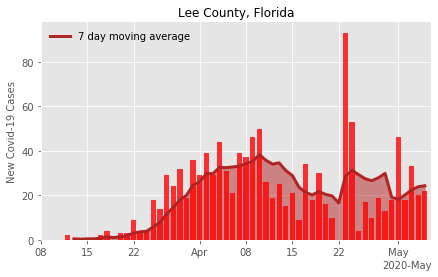 Lee County, Florida
7 day moving average
New Covid-19 Cases
80
60
40
20
0
08 15 22 Apr 08 15 22 May
2020-May